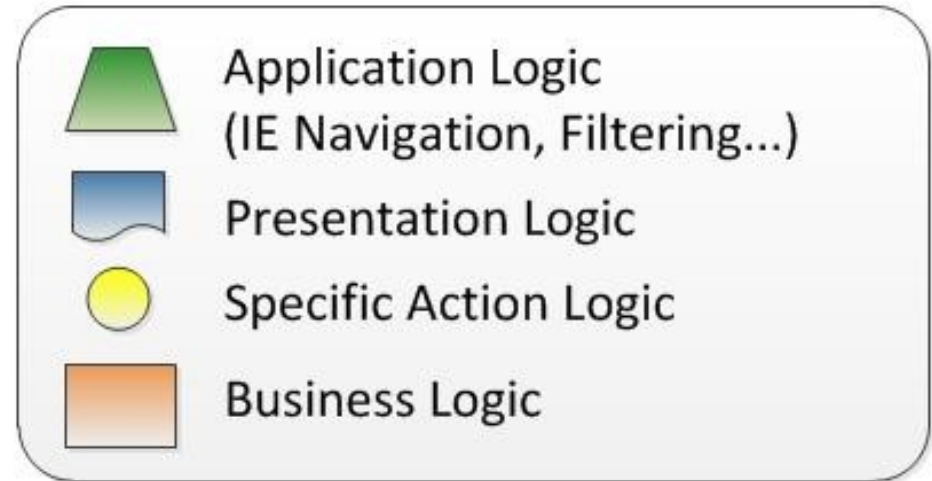 Application Logic
(IE Navigation, Filtering...)
Presentation Logic
Specific Action Logic
Business Logic